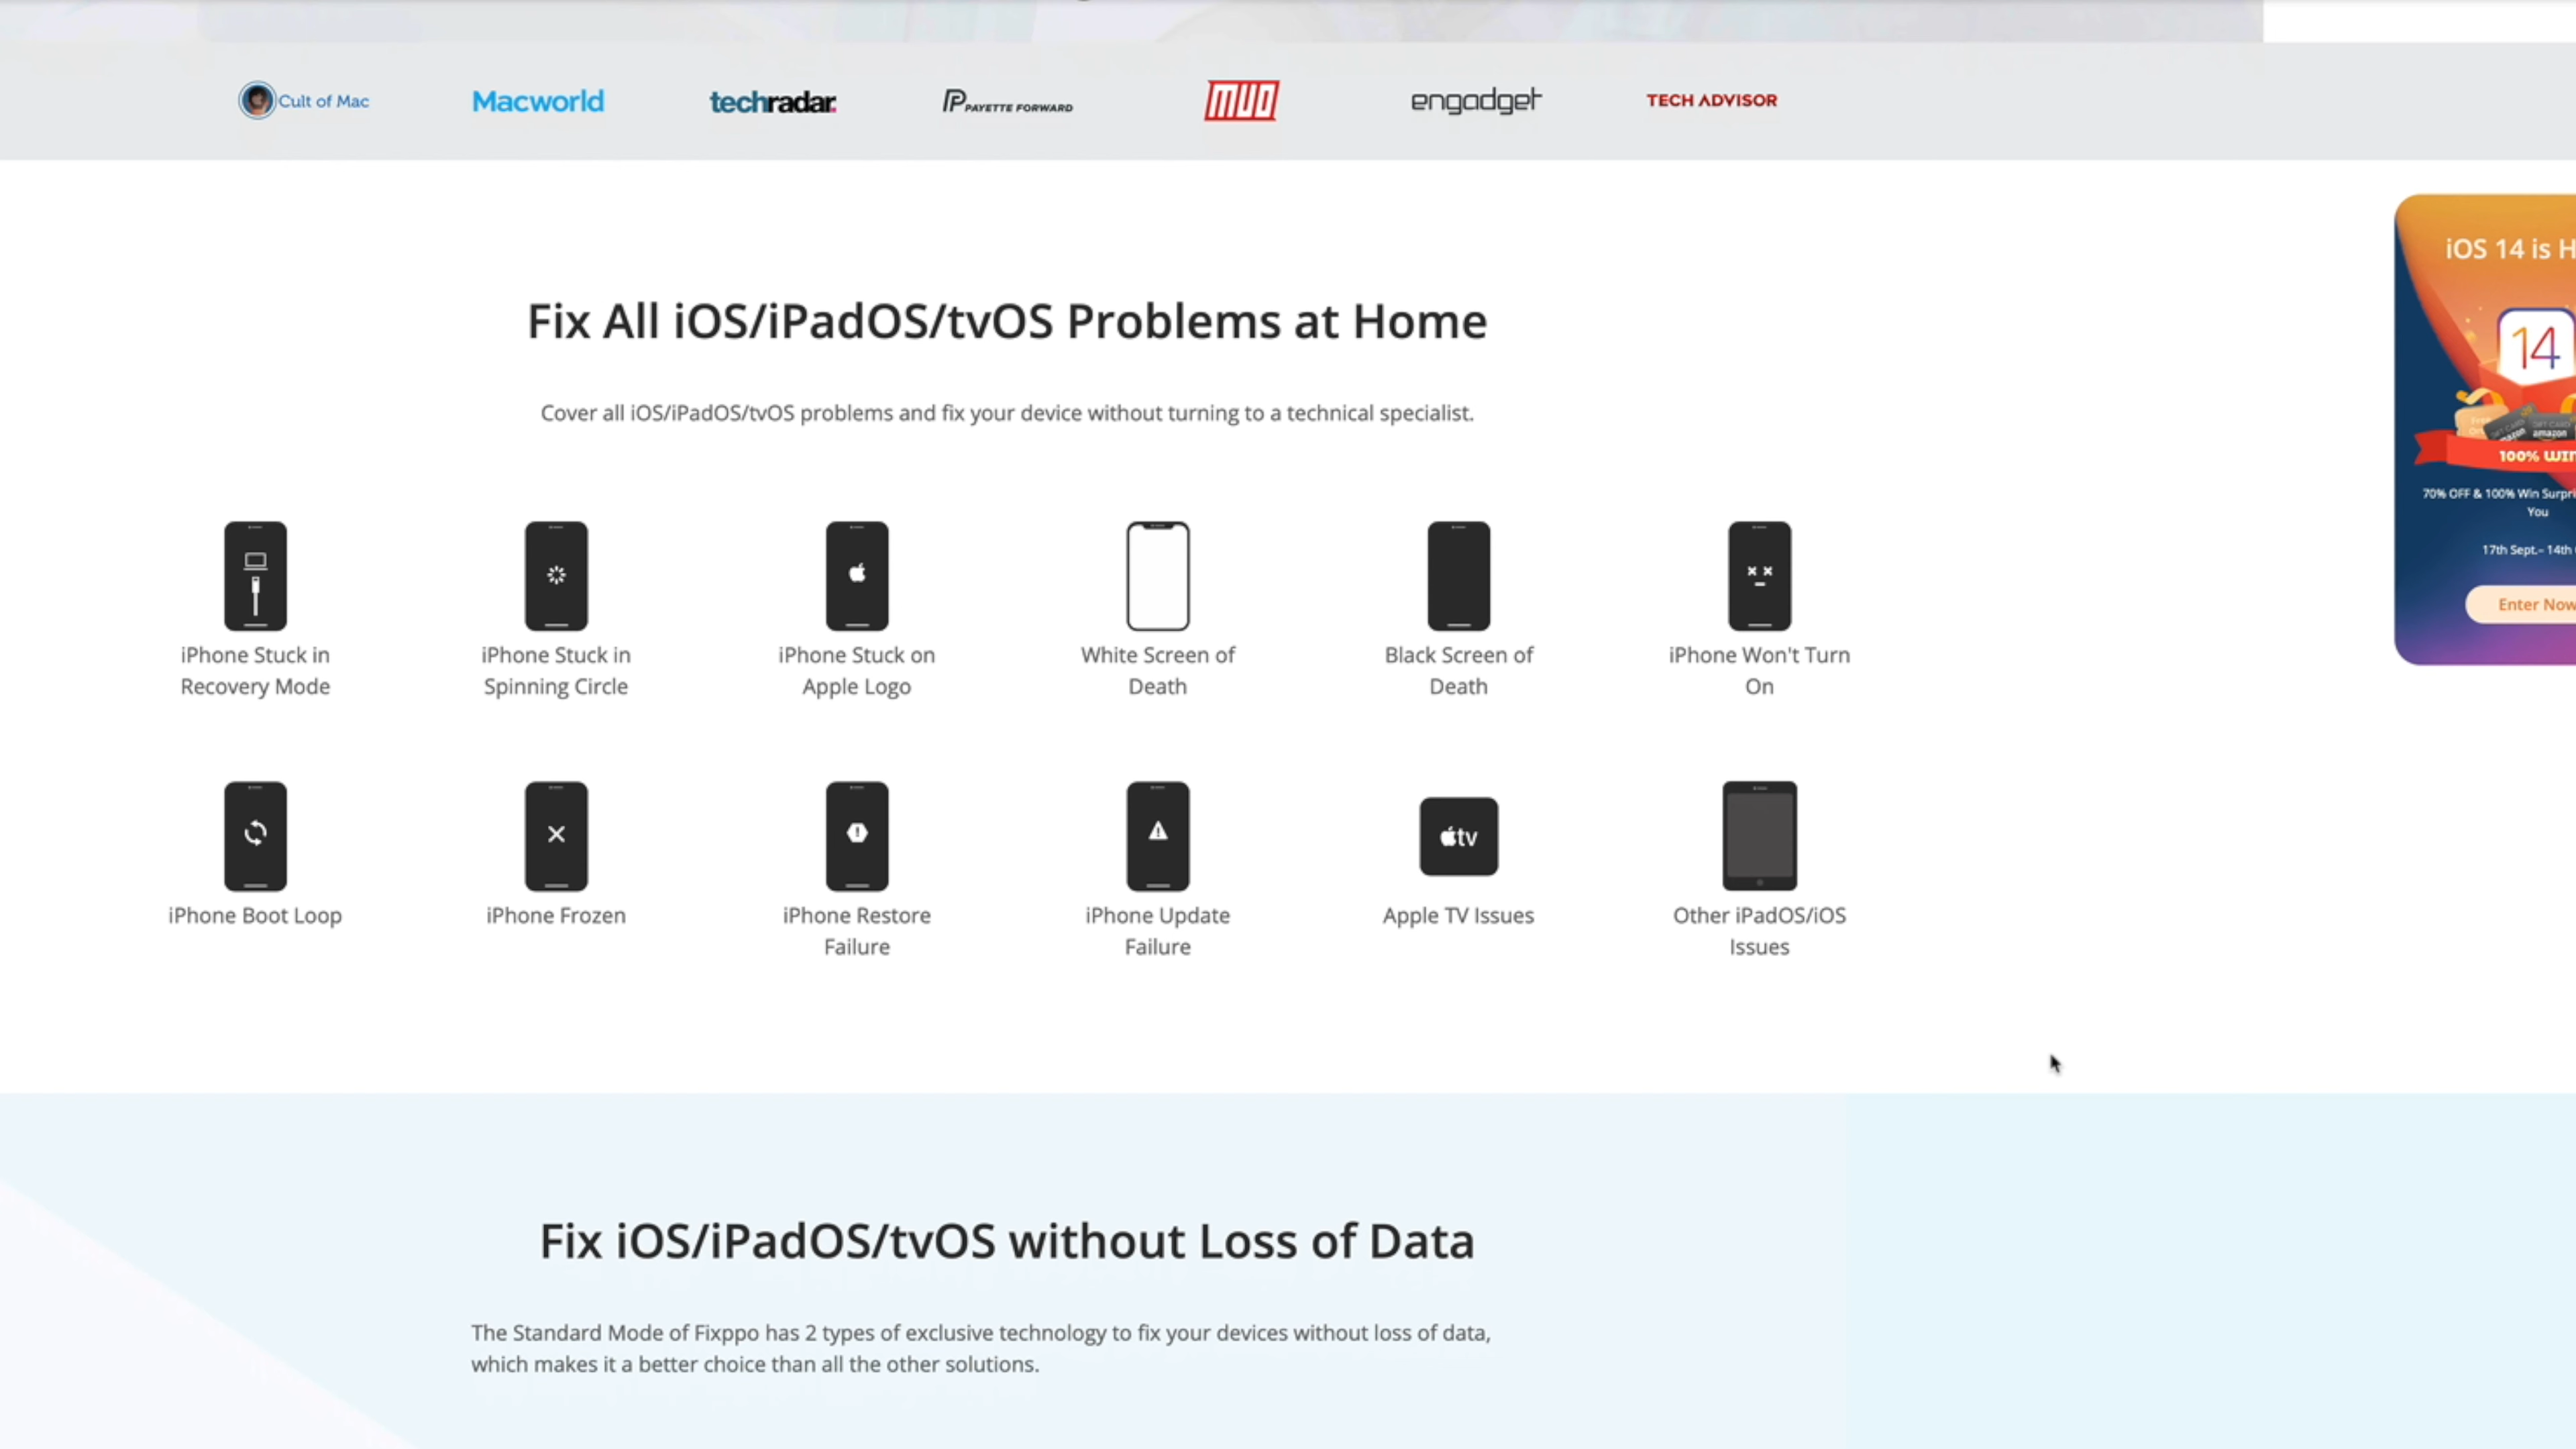 Cult of Mac
Macworld
techradar.
PAYETTE FORWARD
MUO
engadget
TECH ADVISOR
Fix All iOS/iPadOS/tvOS Problems at Home
Cover all iOS/iPadOS/tvOS problems and fix your device without turning to a technical specialist.
iPhone Stuck in
Recovery Mode
iPhone Stuck in
Spinning Circle
iPhone Stuck on
Apple Logo
White Screen of
Death
Black Screen of
Death
iPhone Won't Turn
On
iPhone Boot Loop
iPhone Frozen
iPhone Restore
Failure
iPhone Update
Failure
tv
Apple TV Issues
Other iPadOS/iOS
Issues
iOS 14 is H
14
amazon
100% WIN
70% OFF & 100% Win Surpri
You
17th Sept.– 14th
Enter Now
Fix iOS/iPadOS/tvOS without Loss of Data
The Standard Mode of Fixppo has 2 types of exclusive technology to fix your devices without loss of data,
which makes it a better choice than all the other solutions.